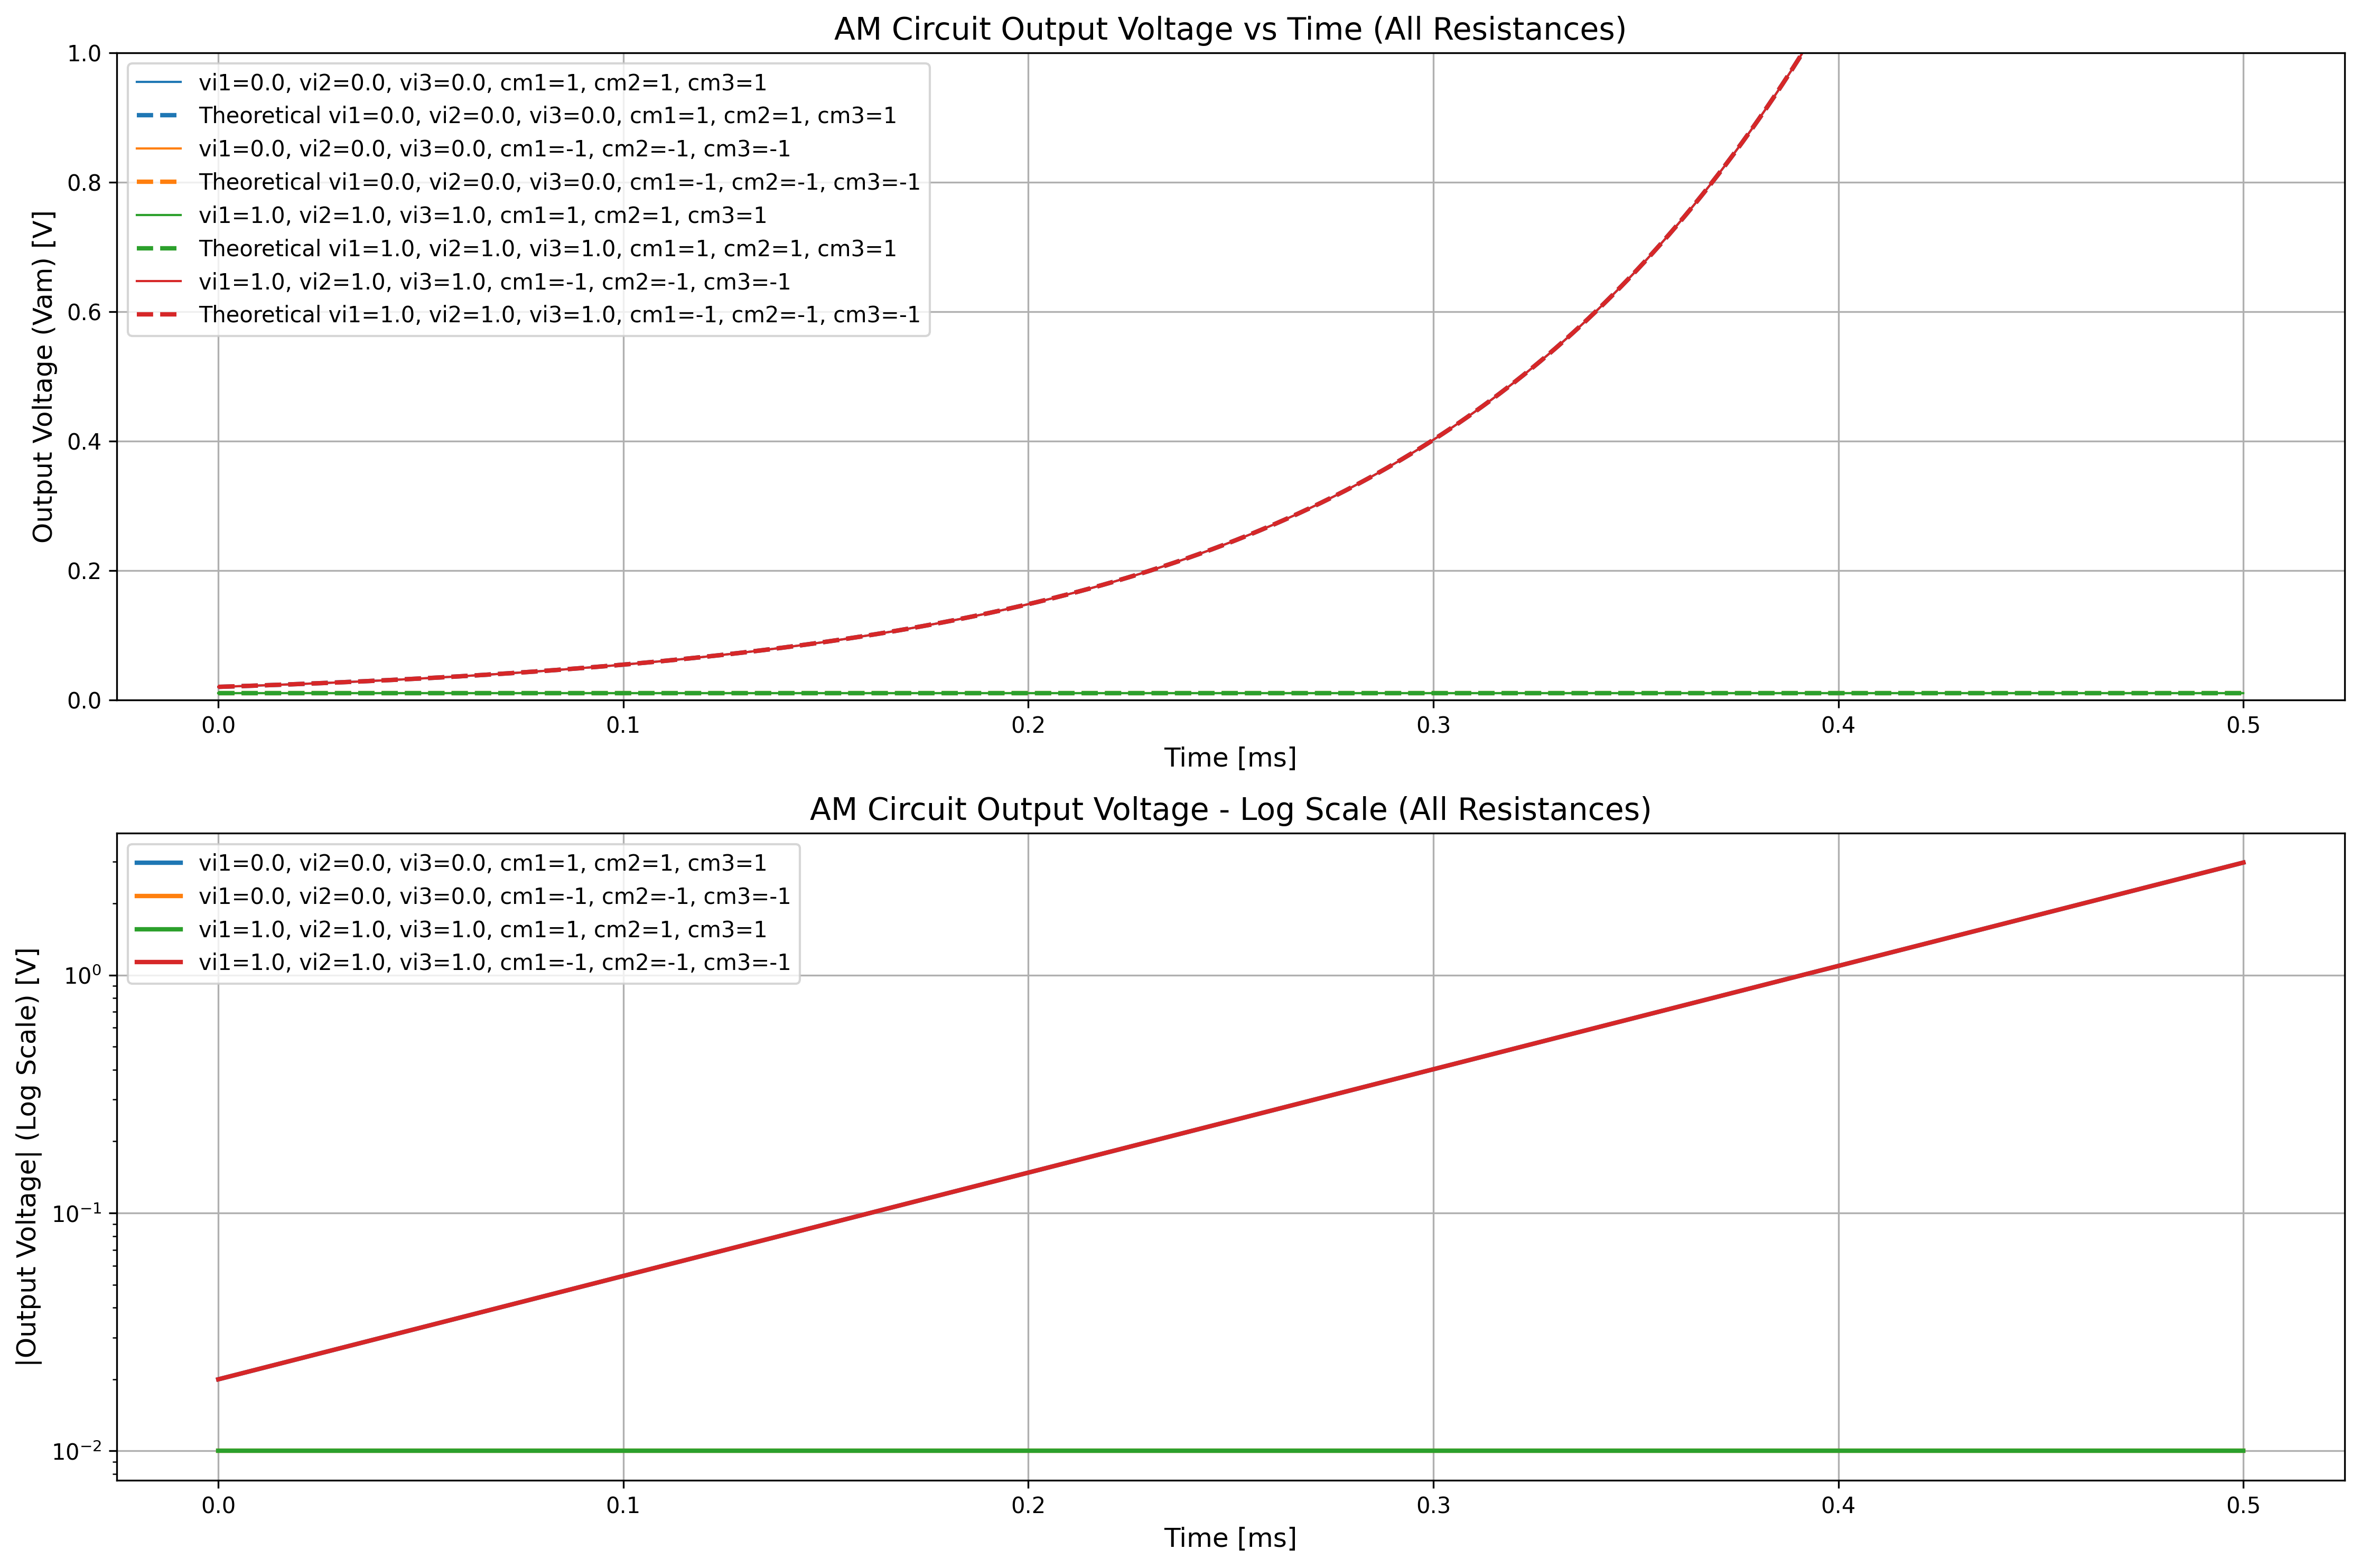 AM Circuit Output Voltage vs Time (All Resistances)
Output Voltage (Vam) [V]
1.0
0.8
0.6
0.4
0.2
0.0
vi1=0.0, vi2=0.0, vi3=0.0, cm1=1, cm2=1, cm3=1
Theoretical vi1=0.0, vi2=0.0, vi3=0.0, cm1=1, cm2=1, cm3=1
vi1=0.0, vi2=0.0, vi3=0.0, cm1=-1, cm2=-1, cm3=-1
Theoretical vi1=0.0, vi2=0.0, vi3=0.0, cm1=-1, cm2=-1, cm3=-1
vi1=1.0, vi2=1.0, vi3=1.0, cm1=1, cm2=1, cm3=1
Theoretical vi1=1.0, vi2=1.0, vi3=1.0, cm1=1, cm2=1, cm3=1
vi1=1.0, vi2=1.0, vi3=1.0, cm1=-1, cm2=-1, cm3=-1
Theoretical vi1=1.0, vi2=1.0, vi3=1.0, cm1=-1, cm2=-1, cm3=-1
0.0 0.1 0.2 0.3 0.4 0.5
Time [ms]
AM Circuit Output Voltage - Log Scale (All Resistances)
|Output Voltage| (Log Scale) [V]
10⁰
10⁻¹
10⁻²
vi1=0.0, vi2=0.0, vi3=0.0, cm1=1, cm2=1, cm3=1
vi1=0.0, vi2=0.0, vi3=0.0, cm1=-1, cm2=-1, cm3=-1
vi1=1.0, vi2=1.0, vi3=1.0, cm1=1, cm2=1, cm3=1
vi1=1.0, vi2=1.0, vi3=1.0, cm1=-1, cm2=-1, cm3=-1
0.0 0.1 0.2 0.3 0.4 0.5
Time [ms]